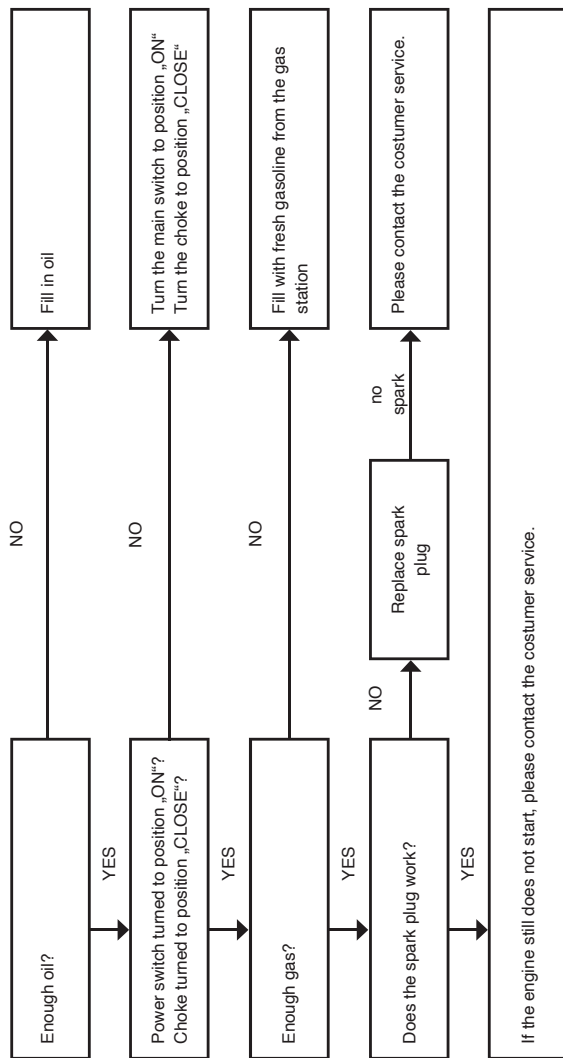 Enough oil?
NO
Fill in oil
YES
Power switch turned to position „ON“?
Choke turned to position „CLOSE“?
NO
Turn the main switch to position „ON“
Turn the choke to position „CLOSE“
YES
Enough gas?
NO
Fill with fresh gasoline from the gas
station
YES
Does the spark plug work?
NO
Replace spark
plug
no
spark
Please contact the costumer service.
YES
If the engine still does not start, please contact the costumer service.